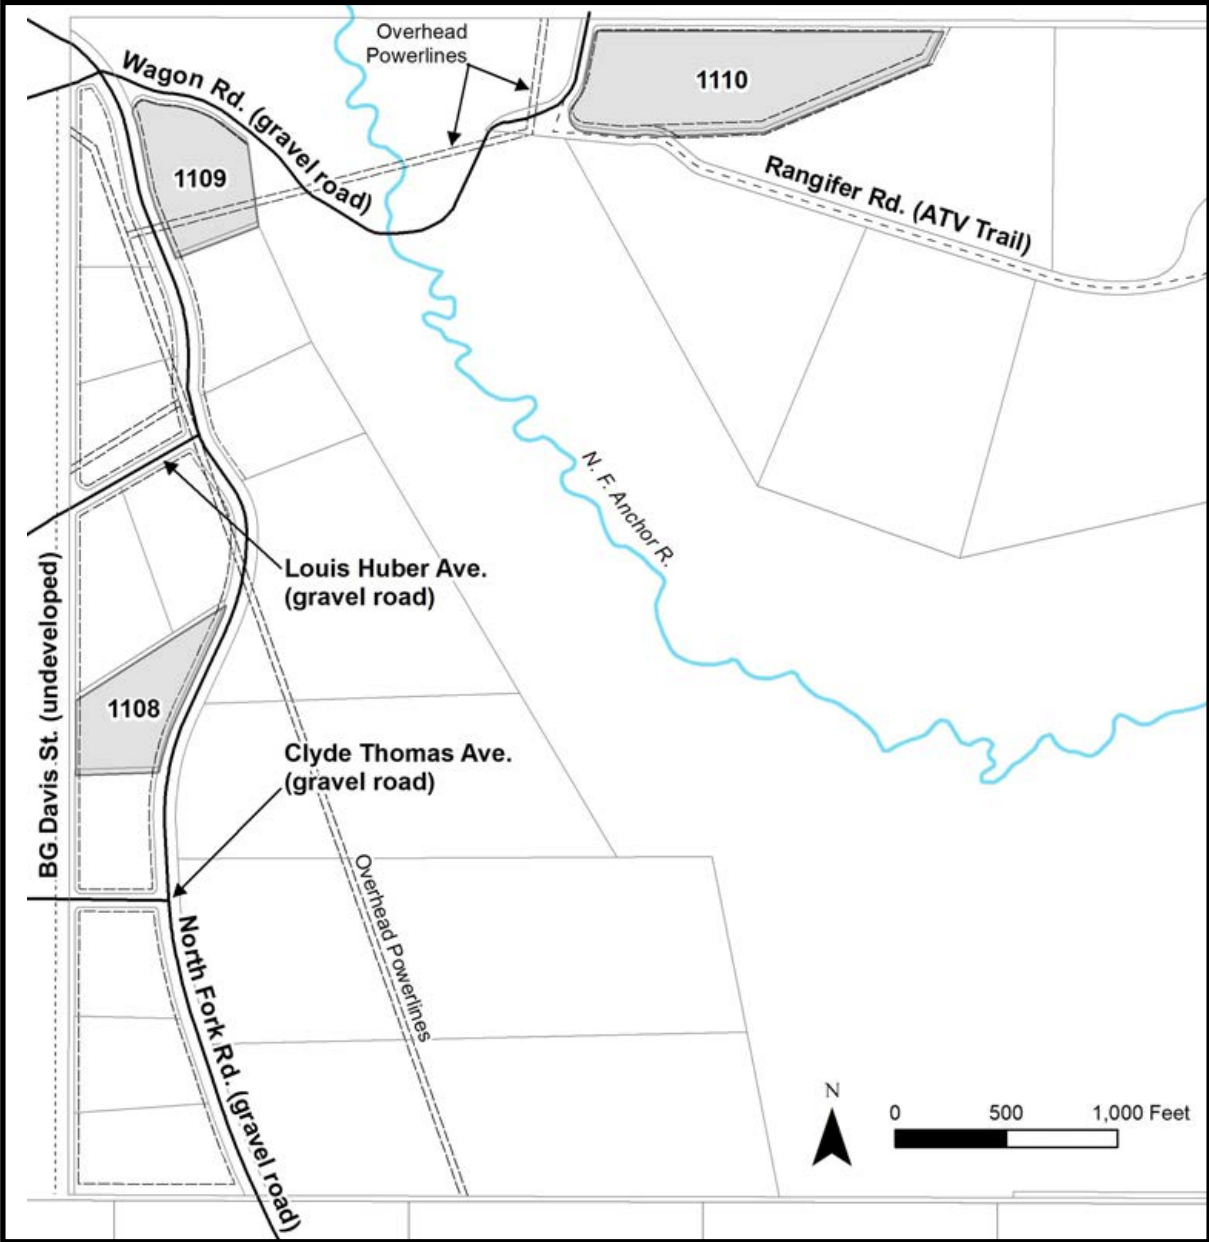 Overhead
Powerlines
1110
Wagon Rd. (gravel road)
1109
Rangifer Rd. (ATV Trail)
N. F. Anchor R.
Louis Huber Ave.
(gravel road)
BG Davis St. (undeveloped)
1108
Clyde Thomas Ave.
(gravel road)
Overhead Powerlines
North Fork Rd. (gravel road)
N
0 500 1,000 Feet